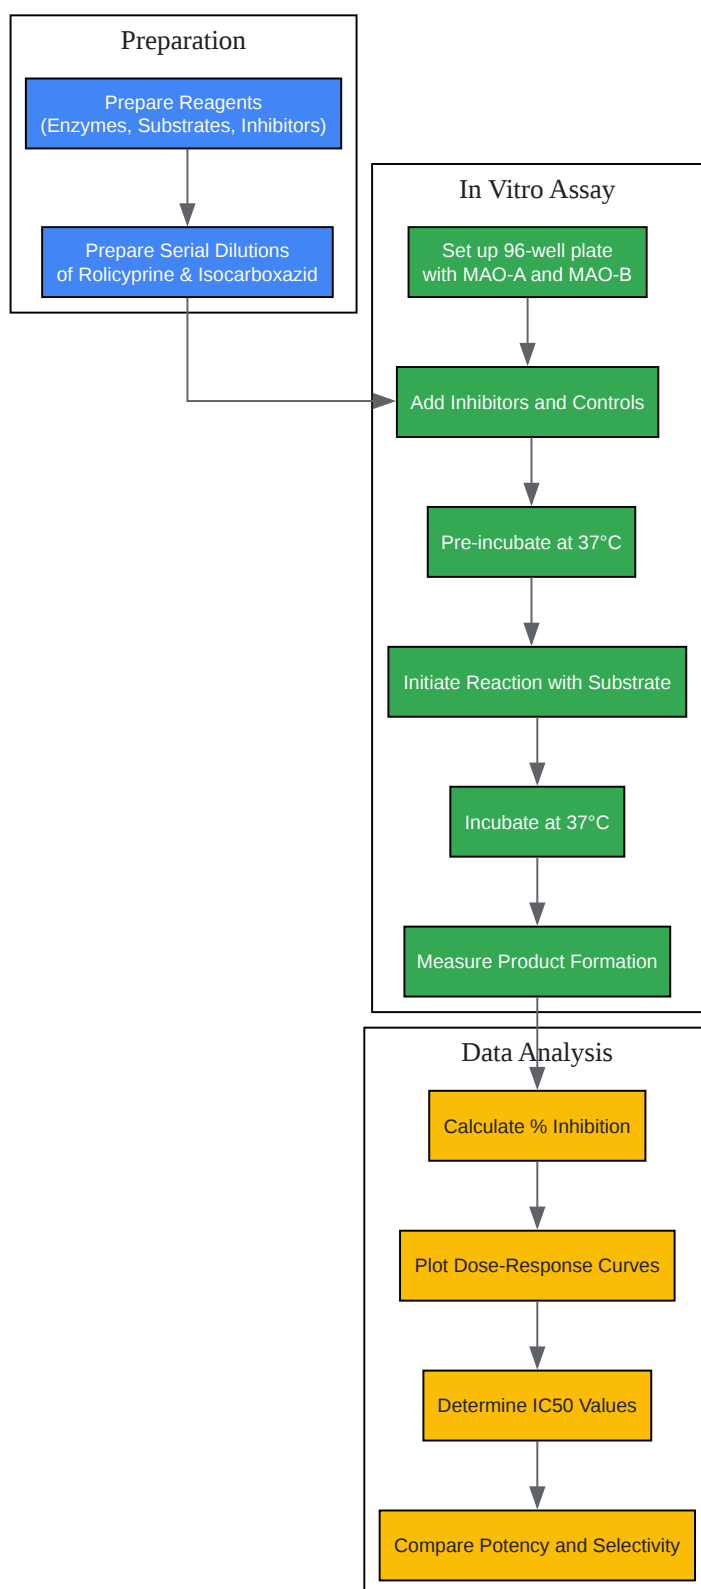 Preparation
Prepare Reagents
(Enzymes, Substrates, Inhibitors)
Prepare Serial Dilutions
of Rolicyprine & Isocarboxazid
In Vitro Assay
Set up 96-well plate
with MAO-A and MAO-B
Add Inhibitors and Controls
Pre-incubate at 37°C
Initiate Reaction with Substrate
Incubate at 37°C
Measure Product Formation
Data Analysis
Calculate % Inhibition
Plot Dose-Response Curves
Determine IC50 Values
Compare Potency and Selectivity